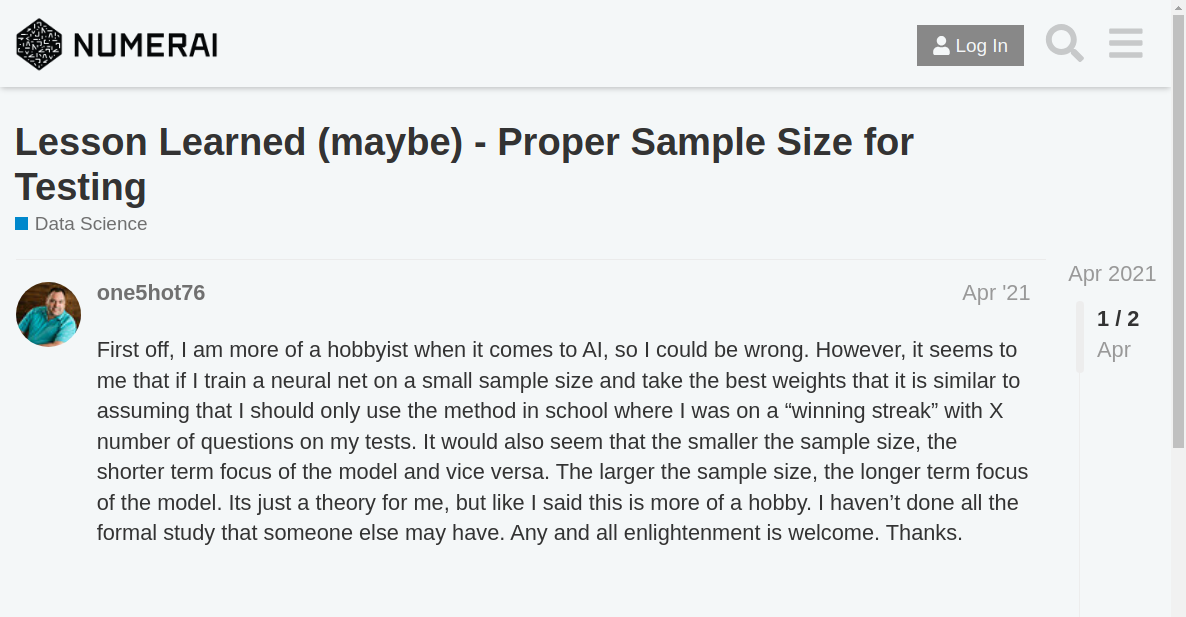 NUMERAI
Log In
Lesson Learned (maybe) - Proper Sample Size for
Testing
Data Science
one5hot76
Apr '21
First off, I am more of a hobbyist when it comes to AI, so I could be wrong. However, it seems to
me that if I train a neural net on a small sample size and take the best weights that it is similar to
assuming that I should only use the method in school where I was on a “winning streak” with X
number of questions on my tests. It would also seem that the smaller the sample size, the
shorter term focus of the model and vice versa. The larger the sample size, the longer term focus
of the model. Its just a theory for me, but like I said this is more of a hobby. I haven’t done all the
formal study that someone else may have. Any and all enlightenment is welcome. Thanks.
Apr 2021
1 / 2
Apr